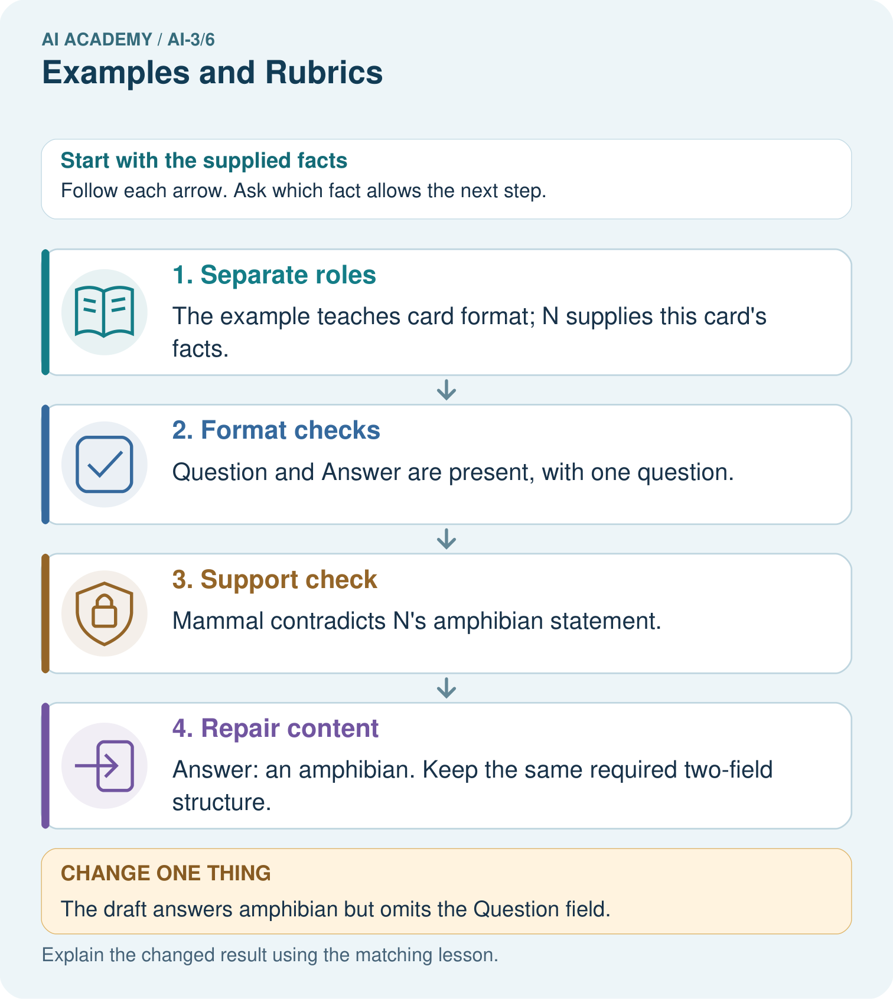 AI ACADEMY / AI-3/6
Examples and Rubrics
Start with the supplied facts
Follow each arrow. Ask which fact allows the next step.
1. Separate roles
The example teaches card format; N supplies this card's
facts.
2. Format checks
Question and Answer are present, with one question.
3. Support check
Mammal contradicts N's amphibian statement.
4. Repair content
Answer: an amphibian. Keep the same required two-field
structure.
CHANGE ONE THING
The draft answers amphibian but omits the Question field.
Explain the changed result using the matching lesson.